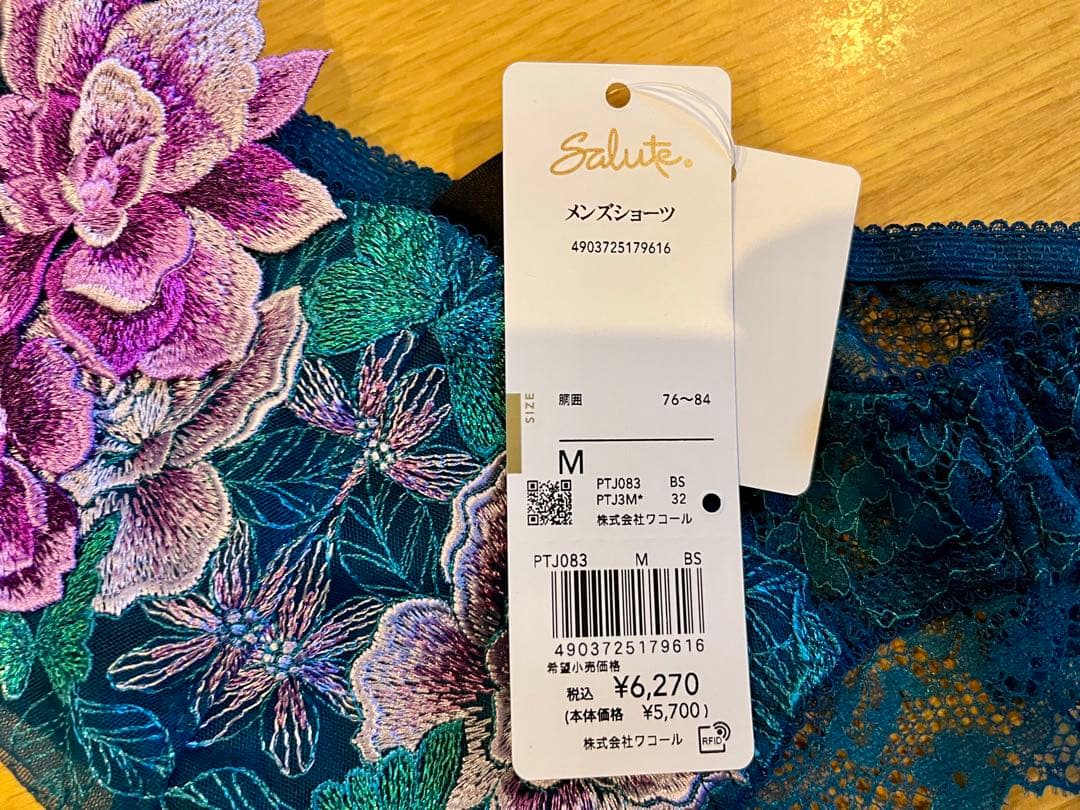 Salute.
メンズショーツ
4903725179616
SIZE
胴囲 76〜84
M
PTJ083 BS
PTJ3M* 32
株式会社ワコール
PTJ083 M BS
4903725179616
希望小売価格
税込 ¥6,270
(本体価格 ¥5,700)
株式会社ワコール
RFID